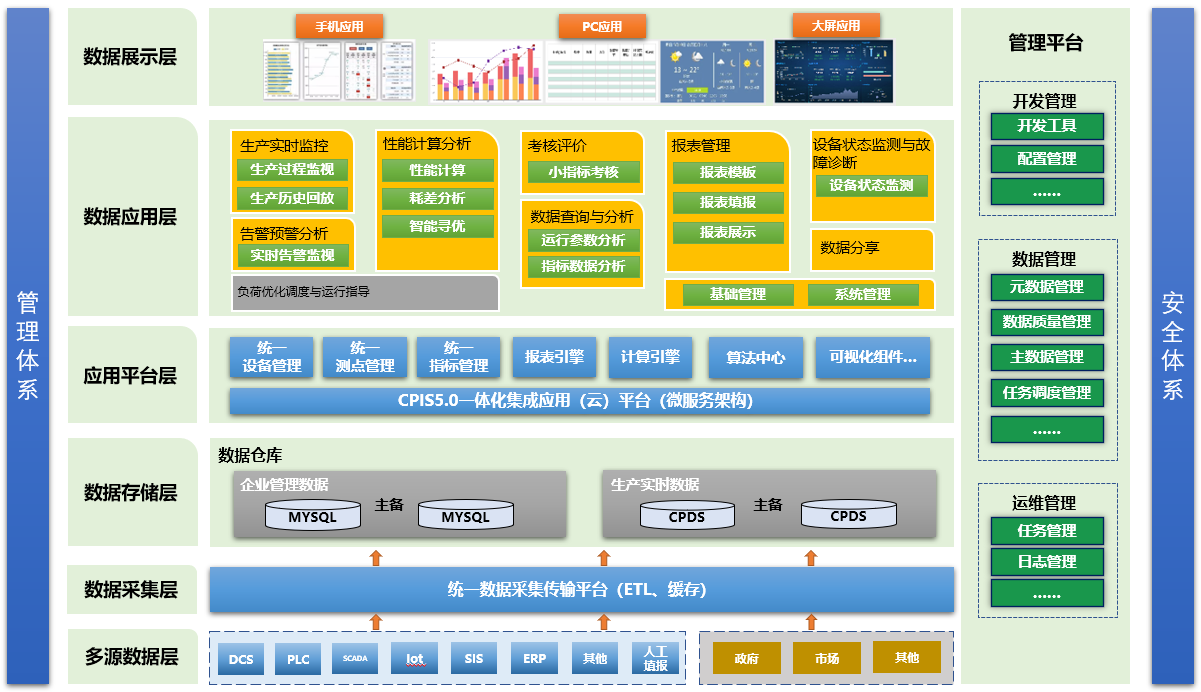 管理体系
数据展示层
手机应用
PC应用
大屏应用
数据应用层
生产实时监控
生产过程监视
生产历史回放
告警预警分析
实时告警监视
性能计算分析
性能计算
耗差分析
智能寻优
负荷优化调度与运行指导
考核评价
小指标考核
数据查询与分析
运行参数分析
指标数据分析
报表管理
报表模板
报表填报
报表展示
设备状态监测与故
障诊断
设备状态监测
数据分享
基础管理
系统管理
应用平台层
统一
设备管理
统一
测点管理
统一
指标管理
报表引擎
计算引擎
算法中心
可视化组件...
CPIS5.0一体化集成应用（云）平台（微服务架构）
数据存储层
数据仓库
企业管理数据
MYSQL
主备
MYSQL
生产实时数据
CPDS
主备
CPDS
数据采集层
统一数据采集传输平台（ETL、缓存）
多源数据层
DCS
PLC
SCADA
Iot
SIS
ERP
其他
人工
填报
政府
市场
其他
管理平台
开发管理
开发工具
配置管理
......
数据管理
元数据管理
数据质量管理
主数据管理
任务调度管理
......
运维管理
任务管理
日志管理
......
安全体系